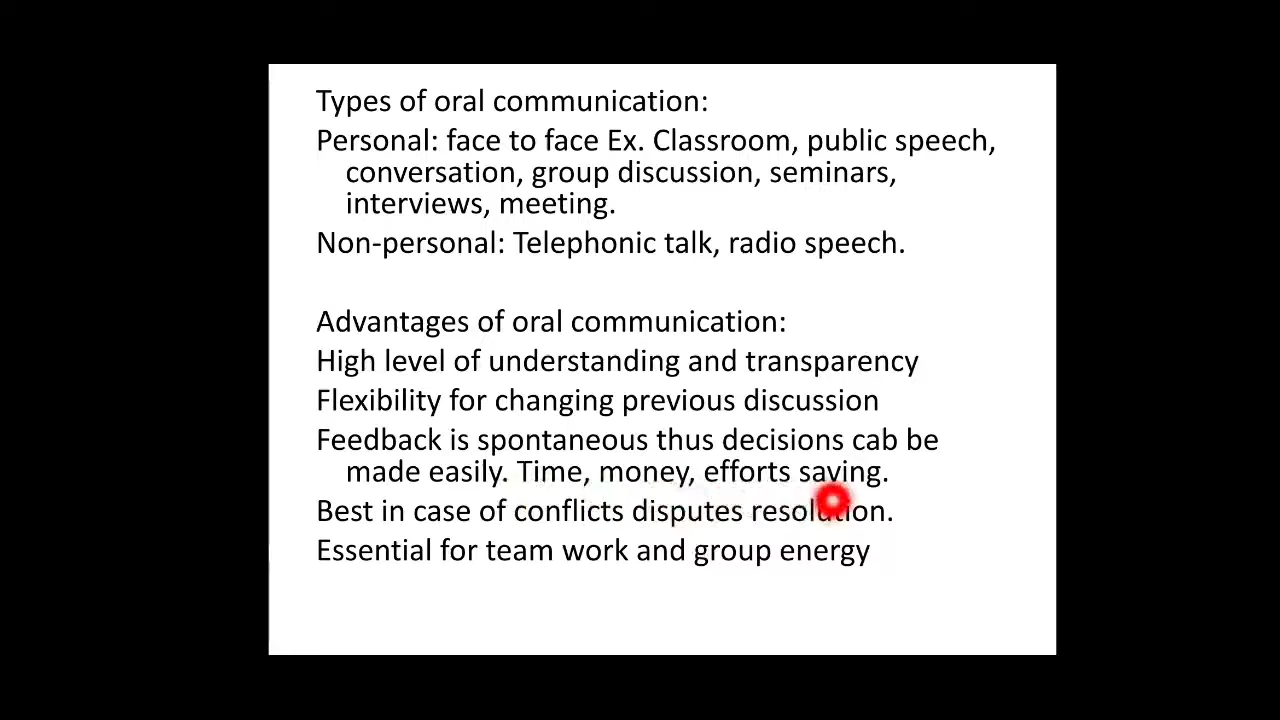 Types of oral communication:
Personal: face to face Ex. Classroom, public speech,
conversation, group discussion, seminars,
interviews, meeting.
Non-personal: Telephonic talk, radio speech.
Advantages of oral communication:
High level of understanding and transparency
Flexibility for changing previous discussion
Feedback is spontaneous thus decisions cab be
made easily. Time, money, efforts saving.
Best in case of conflicts disputes resolution.
Essential for team work and group energy